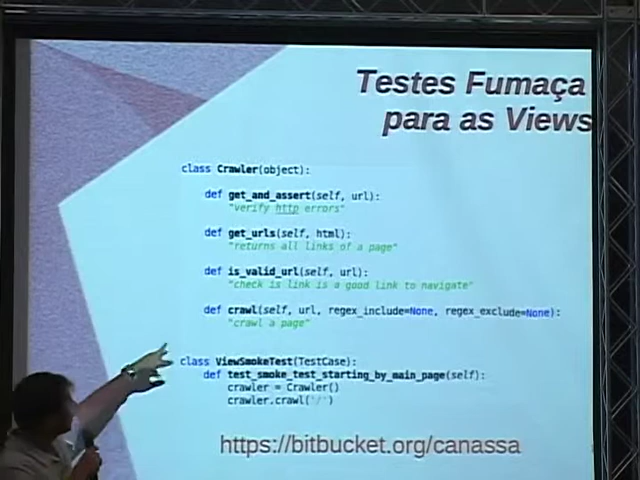 Testes Fumaça
para as Views
class Crawler(object):
def get_and_assert(self, url):
"verify http errors"
def get_urls(self, html):
"returns all links of a page"
def is_valid_url(self, url):
"check is link is a good link to navigate"
def crawl(self, url, regex_include=None, regex_exclude=None):
"crawl a page"
class ViewSmokeTest(TestCase):
def test_smoke_test_starting_by_main_page(self):
crawler = Crawler()
crawler.crawl('/')
https://bitbucket.org/canassa